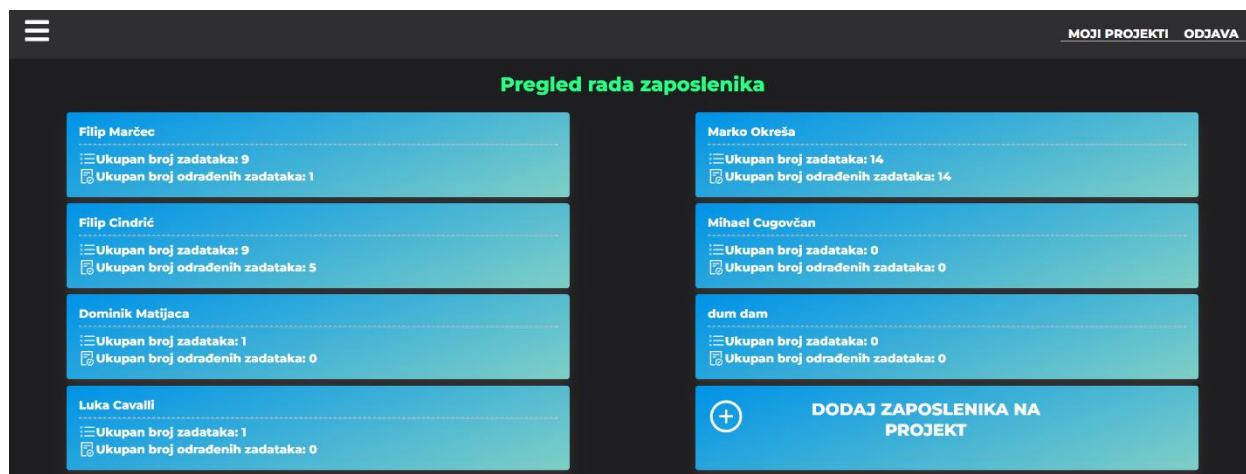 MOJI PROJEKTI ODJAVA
Pregled rada zaposlenika
Filip Marčec
Ukupan broj zadataka: 9
Ukupan broj odrađenih zadataka: 1
Marko Okreša
Ukupan broj zadataka: 14
Ukupan broj odrađenih zadataka: 14
Filip Cindrić
Ukupan broj zadataka: 9
Ukupan broj odrađenih zadataka: 5
Mihael Cugovčan
Ukupan broj zadataka: 0
Ukupan broj odrađenih zadataka: 0
Dominik Matijaca
Ukupan broj zadataka: 1
Ukupan broj odrađenih zadataka: 0
dum dam
Ukupan broj zadataka: 0
Ukupan broj odrađenih zadataka: 0
Luka Cavalli
Ukupan broj zadataka: 1
Ukupan broj odrađenih zadataka: 0
DODAJ ZAPOSLENIKA NA
PROJEKT